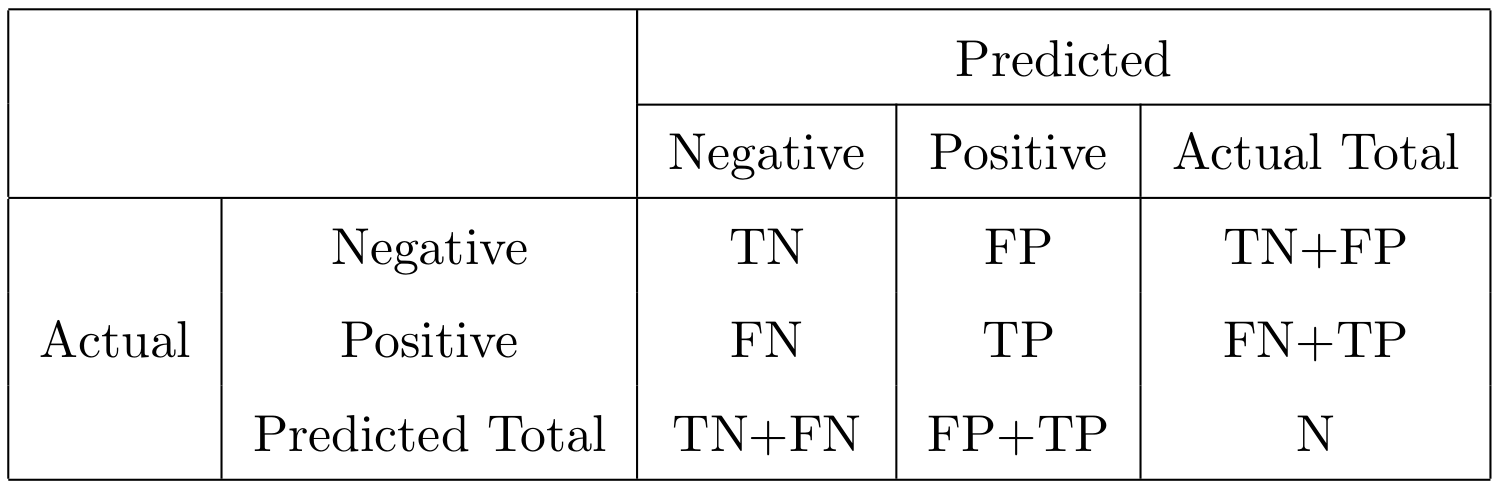 Predicted
Negative Positive Actual Total
Negative TN FP TN+FP
Actual Positive FN TP FN+TP
Predicted Total TN+FN FP+TP N